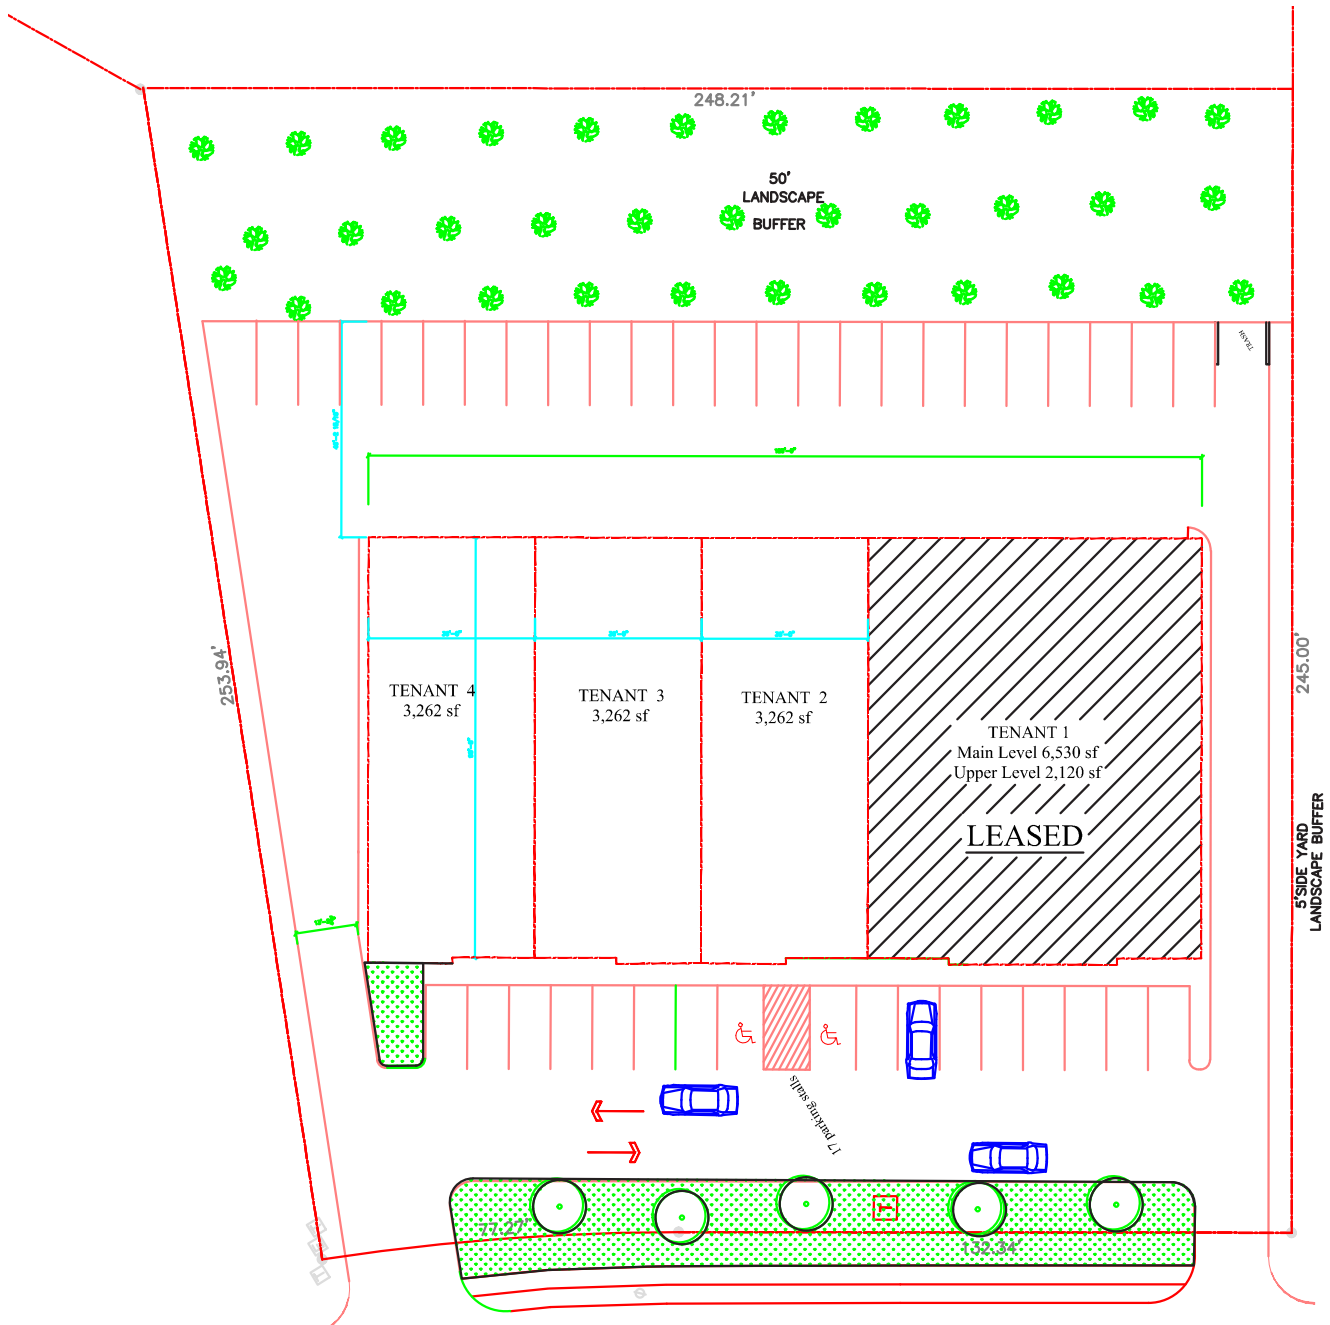 248.21'
50'
LANDSCAPE
BUFFER
TRASH
253.94'
245.00'
TENANT 4
3,262 sf
TENANT 3
3,262 sf
TENANT 2
3,262 sf
TENANT 1
Main Level 6,530 sf
Upper Level 2,120 sf
LEASED
5'SIDE YARD
LANDSCAPE BUFFER
17 parking stalls
T
77.27'
132.34'